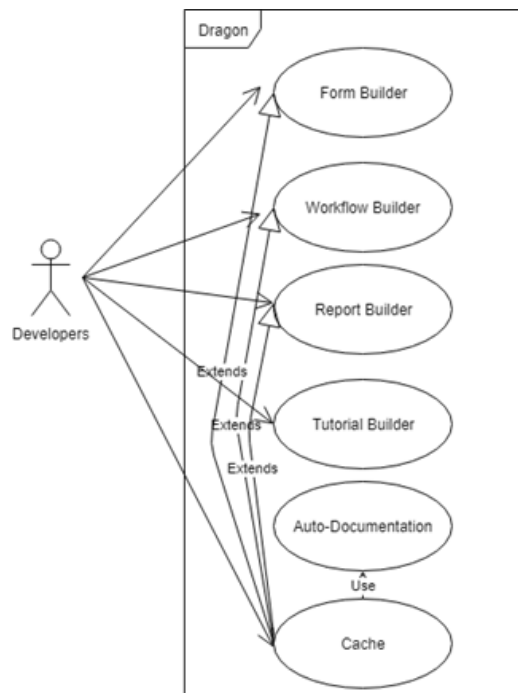 Dragon
Form Builder
Workflow Builder
Developers
Report Builder
Extends
Extends
Tutorial Builder
Extends
Auto-Documentation
Use
Cache